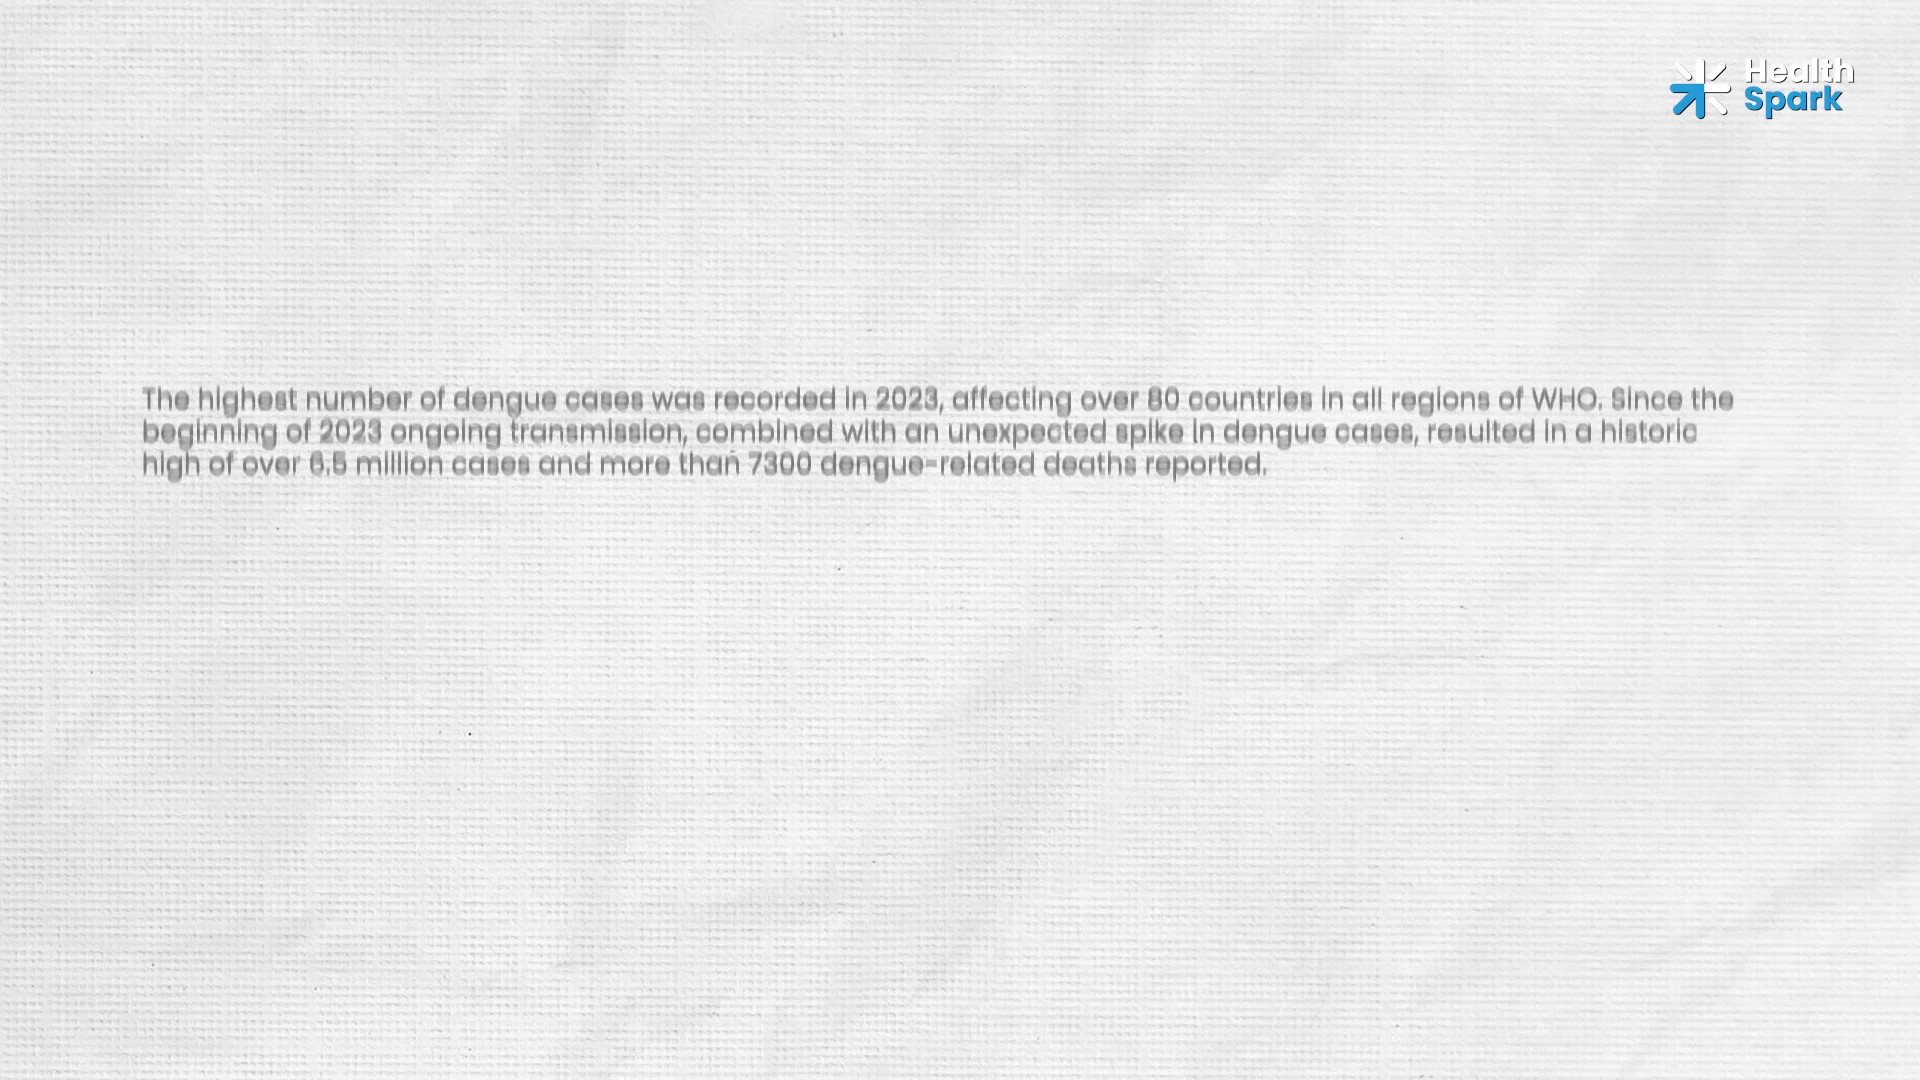 Health
Spark
The highest number of dengue cases was recorded in 2023, affecting over 80 countries in all regions of WHO. Since the
beginning of 2023 ongoing transmission, combined with an unexpected spike in dengue cases, resulted in a historic
high of over 6.5 million cases and more than 7300 dengue-related deaths reported.